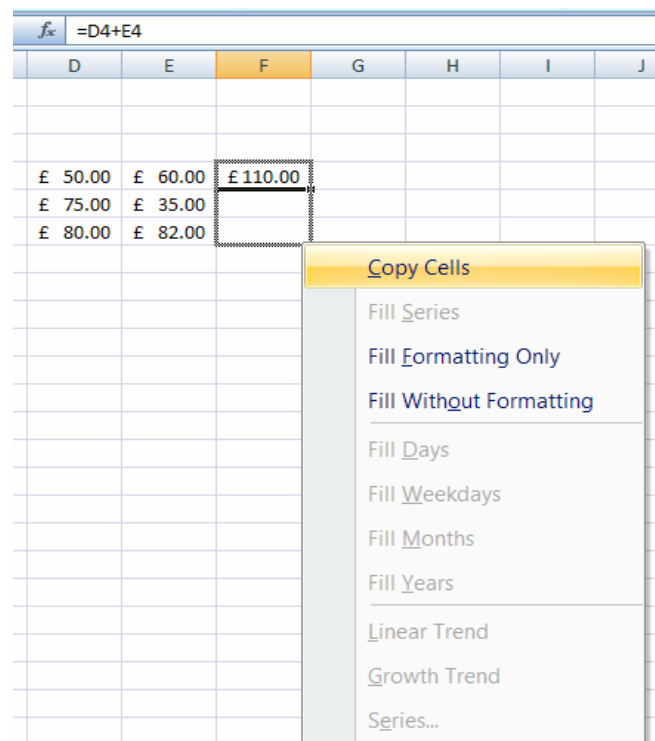 fx =D4+E4
D E F G H I J
£ 50.00 £ 60.00 £ 110.00
£ 75.00 £ 35.00
£ 80.00 £ 82.00
Copy Cells
Fill Series
Fill Formatting Only
Fill Without Formatting
Fill Days
Fill Weekdays
Fill Months
Fill Years
Linear Trend
Growth Trend
Series...